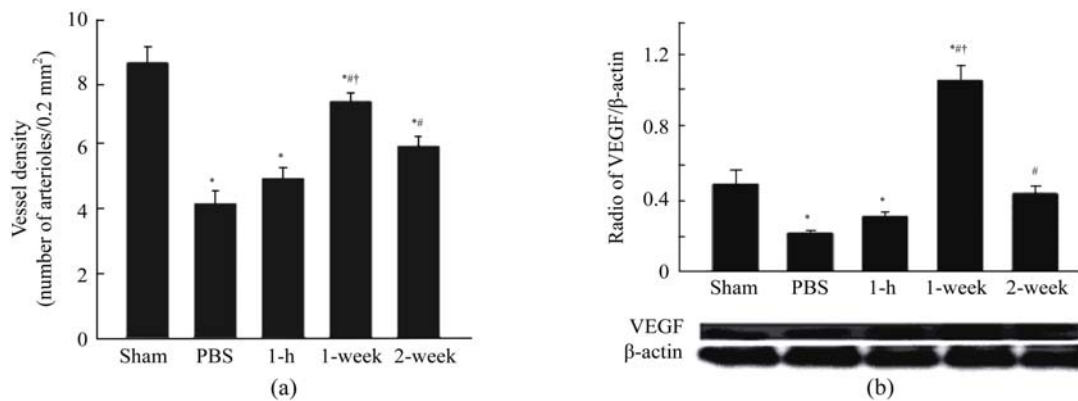 10
8
6
4
2
0
Vessel density
(number of arterioles/0.2 mm²)
*
*
*#†
*#
Sham PBS 1-h 1-week 2-week
(a)
1.2
0.8
0.4
0
Radio of VEGF/β-actin
*
*
*#†
#
Sham PBS 1-h 1-week 2-week
VEGF
β-actin
(b)